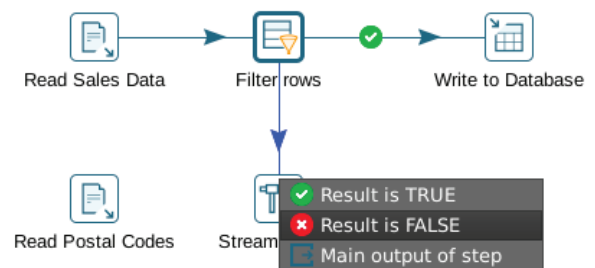 Read Sales Data
Filter rows
Write to Database
Read Postal Codes
Stream
Result is TRUE
Result is FALSE
Main output of step